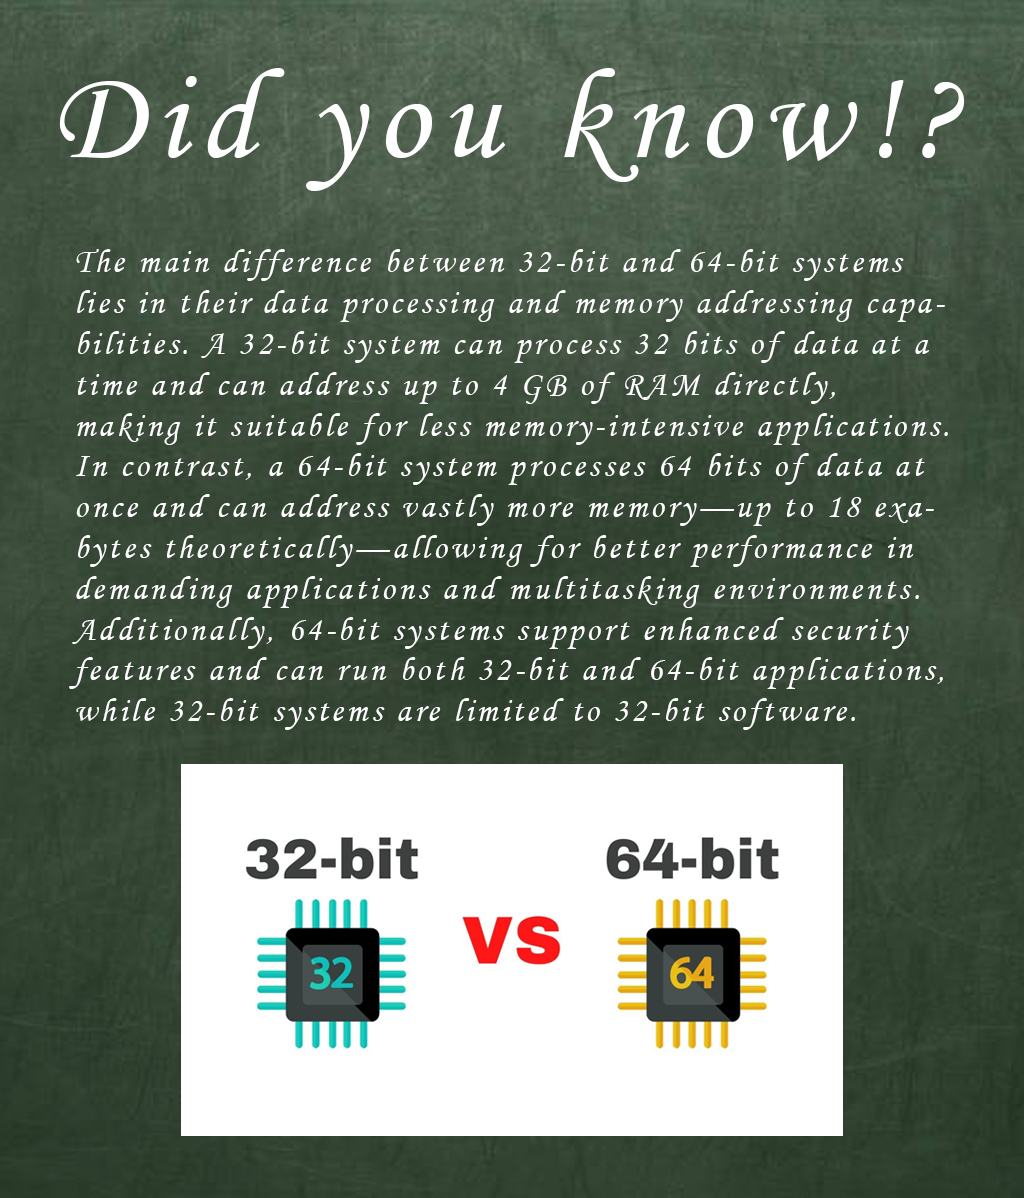 Did you know!?
The main difference between 32-bit and 64-bit systems
lies in their data processing and memory addressing capa-
bilities. A 32-bit system can process 32 bits of data at a
time and can address up to 4 GB of RAM directly,
making it suitable for less memory-intensive applications.
In contrast, a 64-bit system processes 64 bits of data at
once and can address vastly more memory—up to 18 exa-
bytes theoretically—allowing for better performance in
demanding applications and multitasking environments.
Additionally, 64-bit systems support enhanced security
features and can run both 32-bit and 64-bit applications,
while 32-bit systems are limited to 32-bit software.
32-bit
64-bit
vs
32
64